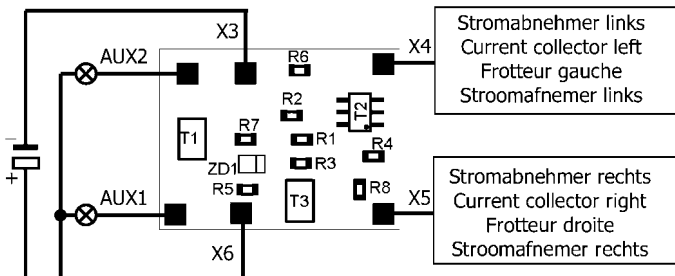 X3
AUX2
R6
X4
Stromabnehmer links
Current collector left
Frotteur gauche
Stroomafnemer links
R2
T2
T1
R7
R1
R4
ZD1
R3
R5
T3
R8
−
+
AUX1
X5
X6
Stromabnehmer rechts
Current collector right
Frotteur droite
Stroomafnemer rechts